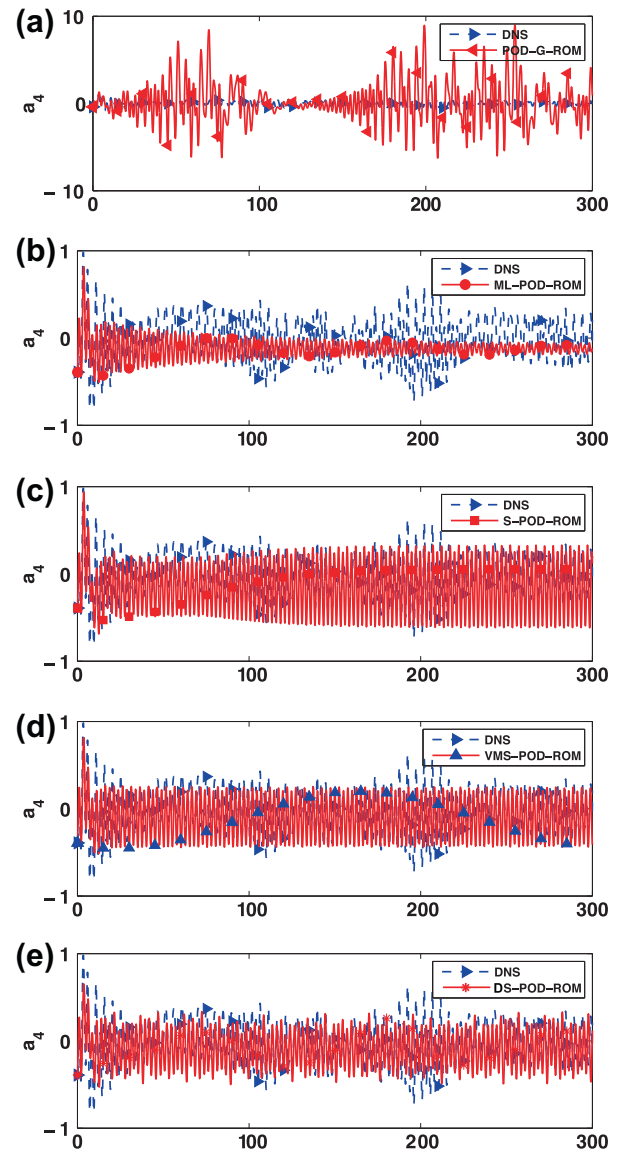 (a)
10
0
− 10
a4
DNS
POD−G−ROM
0
100
200
300
(b)
1
0
− 1
a4
DNS
ML−POD−ROM
0
100
200
300
(c)
1
0
− 1
a4
DNS
S−POD−ROM
0
100
200
300
(d)
1
0
− 1
a4
DNS
VMS−POD−ROM
0
100
200
300
(e)
1
0
− 1
a4
DNS
DS−POD−ROM
0
100
200
300